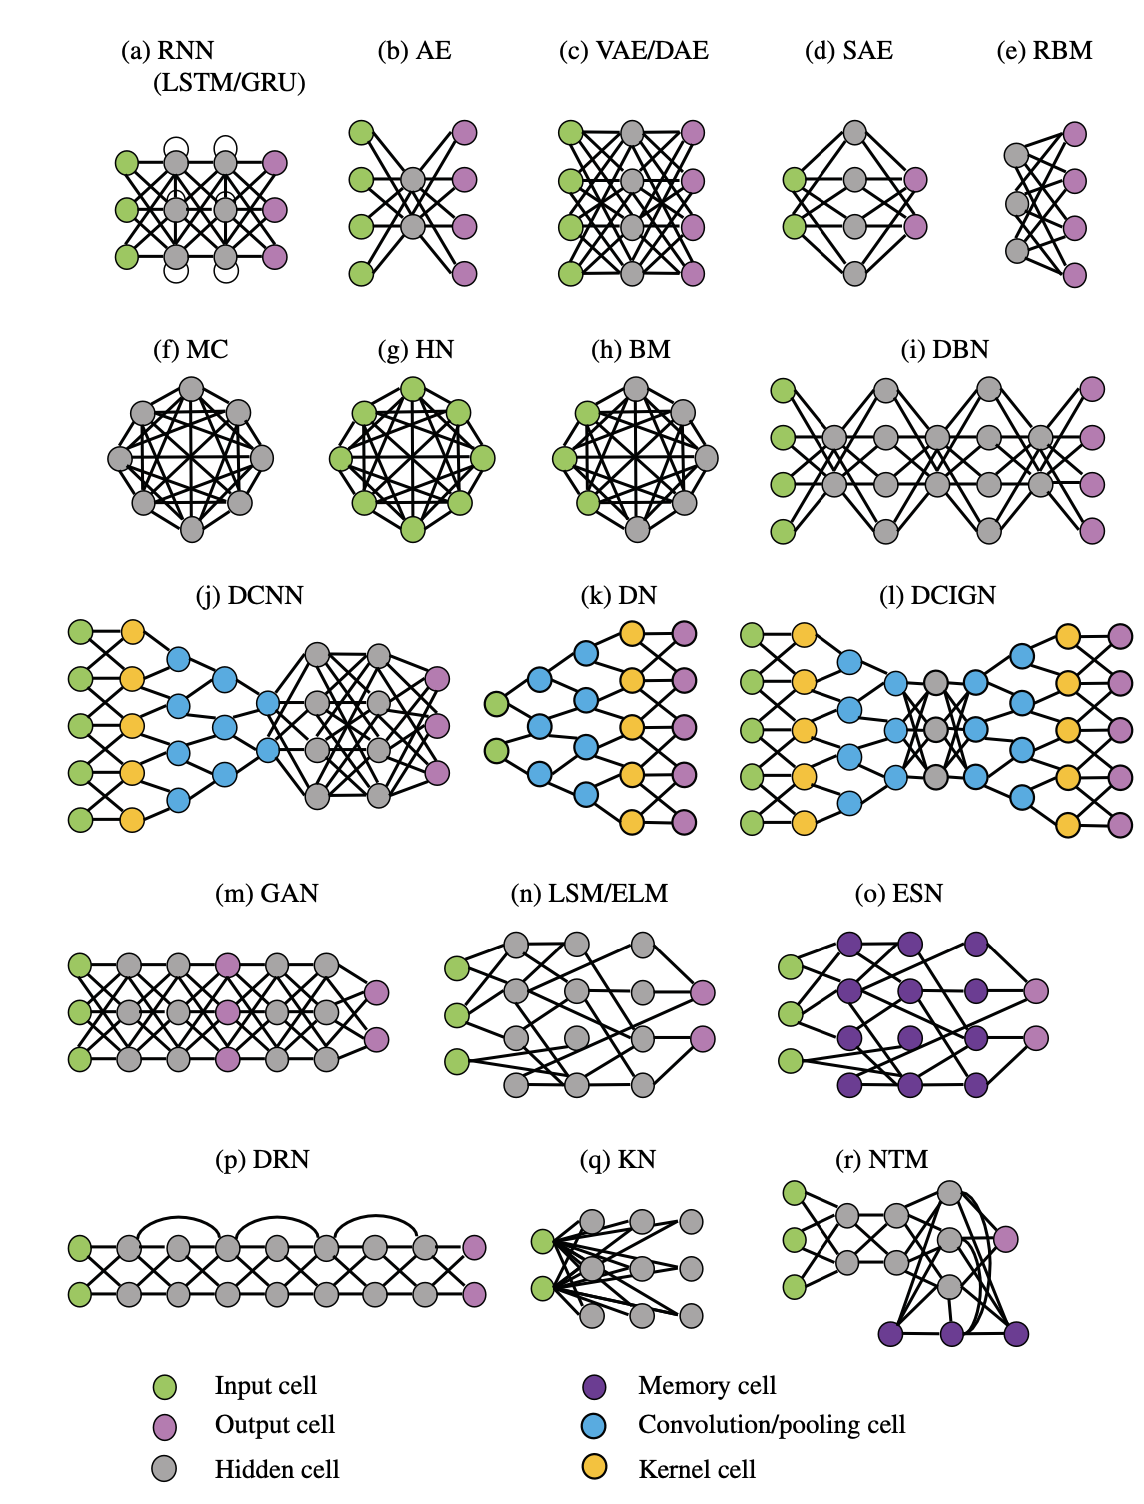 (a) RNN
(LSTM/GRU)
(b) AE
(c) VAE/DAE
(d) SAE
(e) RBM
(f) MC
(g) HN
(h) BM
(i) DBN
(j) DCNN
(k) DN
(l) DCIGN
(m) GAN
(n) LSM/ELM
(o) ESN
(p) DRN
(q) KN
(r) NTM
Input cell
Output cell
Hidden cell
Memory cell
Convolution/pooling cell
Kernel cell